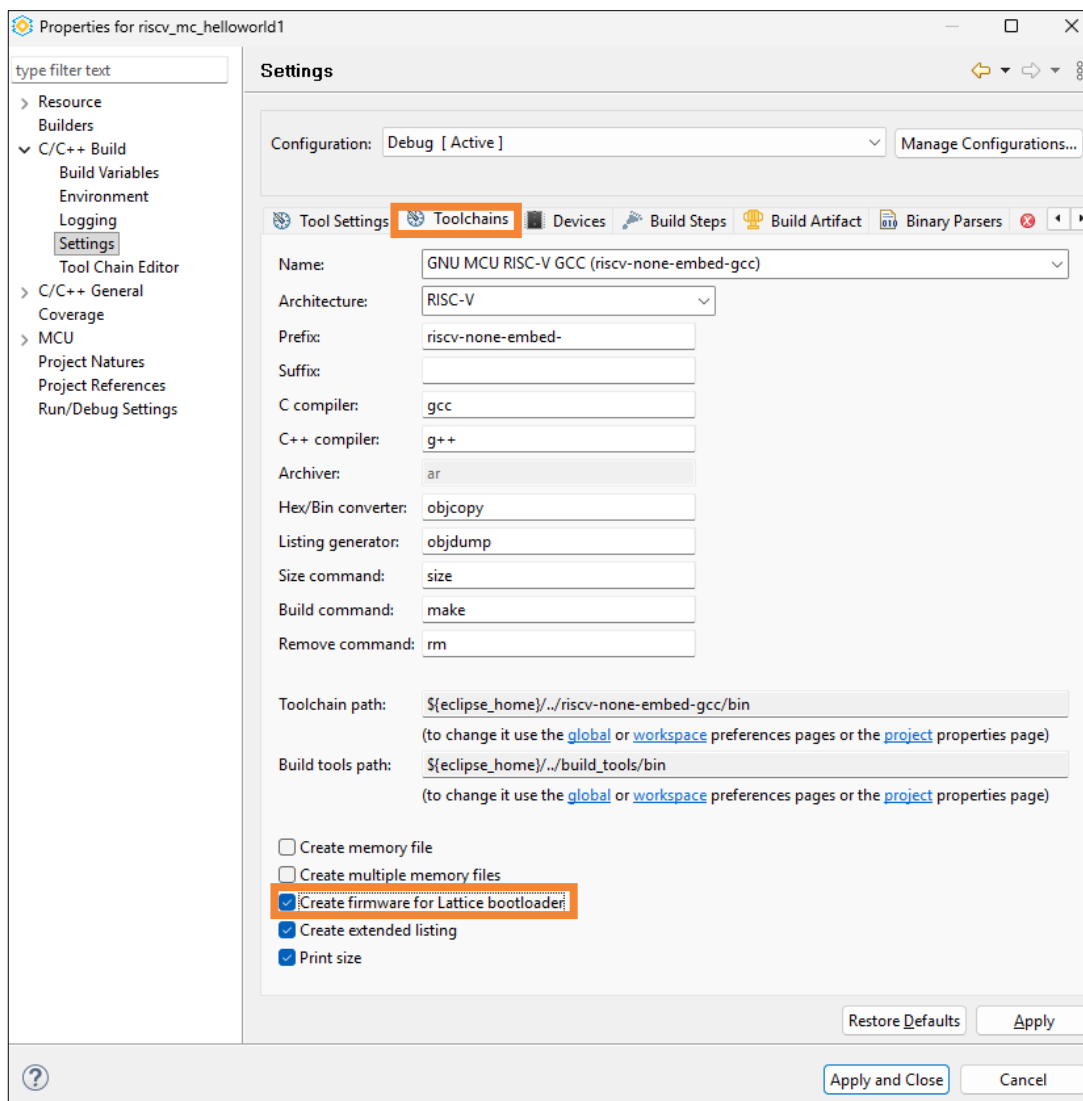 Properties for riscv_mc_helloworld1
type filter text
Resource
Builders
C/C++ Build
Build Variables
Environment
Logging
Settings
Tool Chain Editor
C/C++ General
Coverage
MCU
Project Natures
Project References
Run/Debug Settings
Settings
Configuration: Debug [ Active ] Manage Configurations...
Tool Settings Toolchains Devices Build Steps Build Artifact Binary Parsers
Name: GNU MCU RISC-V GCC (riscv-none-embed-gcc)
Architecture: RISC-V
Prefix: riscv-none-embed-
Suffix:
C compiler: gcc
C++ compiler: g++
Archiver: ar
Hex/Bin converter: objcopy
Listing generator: objdump
Size command: size
Build command: make
Remove command: rm
Toolchain path: ${eclipse_home}/../riscv-none-embed-gcc/bin
(to change it use the global or workspace preferences pages or the project properties page)
Build tools path: ${eclipse_home}/../build_tools/bin
(to change it use the global or workspace preferences pages or the project properties page)
Create memory file
Create multiple memory files
Create firmware for Lattice bootloader
Create extended listing
Print size
Restore Defaults Apply
? Apply and Close Cancel